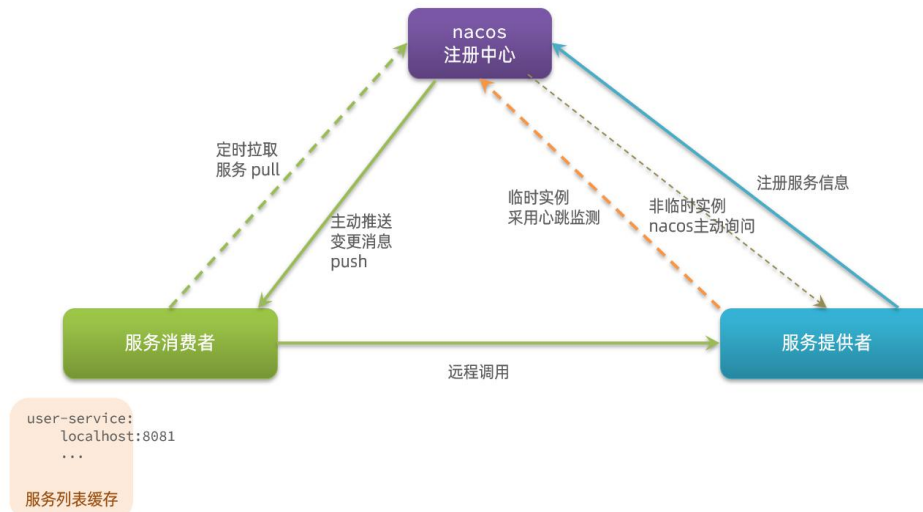 nacos
注册中心
定时拉取
服务 pull
主动推送
变更消息
push
临时实例
采用心跳监测
非临时实例
nacos主动询问
注册服务信息
服务消费者
服务提供者
远程调用
user-service:
localhost:8081
...
服务列表缓存